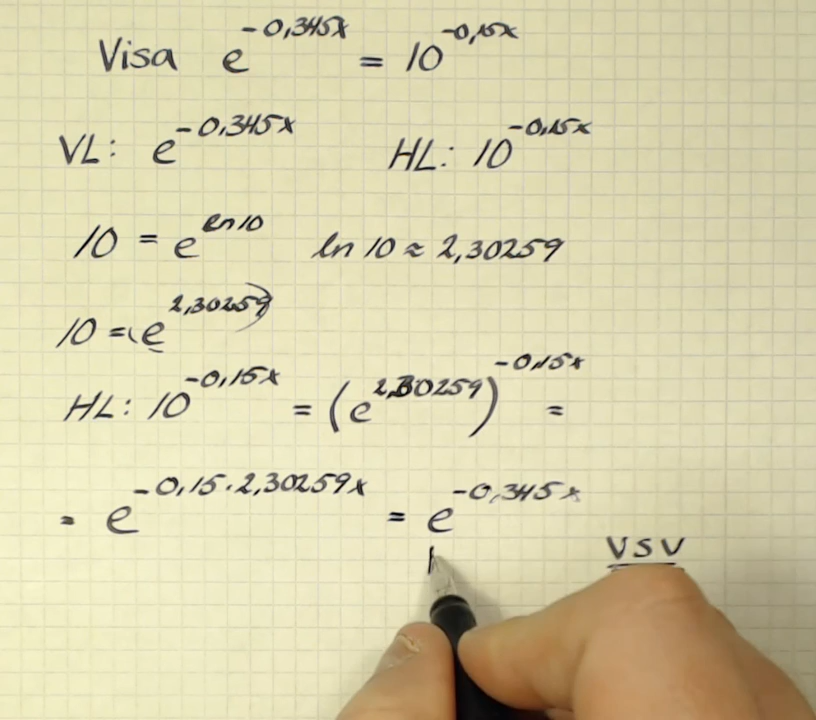 Visa e^-0,345x = 10^-0,15x
VL: e^-0,345x HL: 10^-0,15x
10 = e^ln10 ln 10 ≈ 2,30259
10 = (e^2,30259)
HL: 10^-0,15x = (e^2,30259)^-0,15x =
= e^-0,15·2,30259x = e^-0,345x
VSV